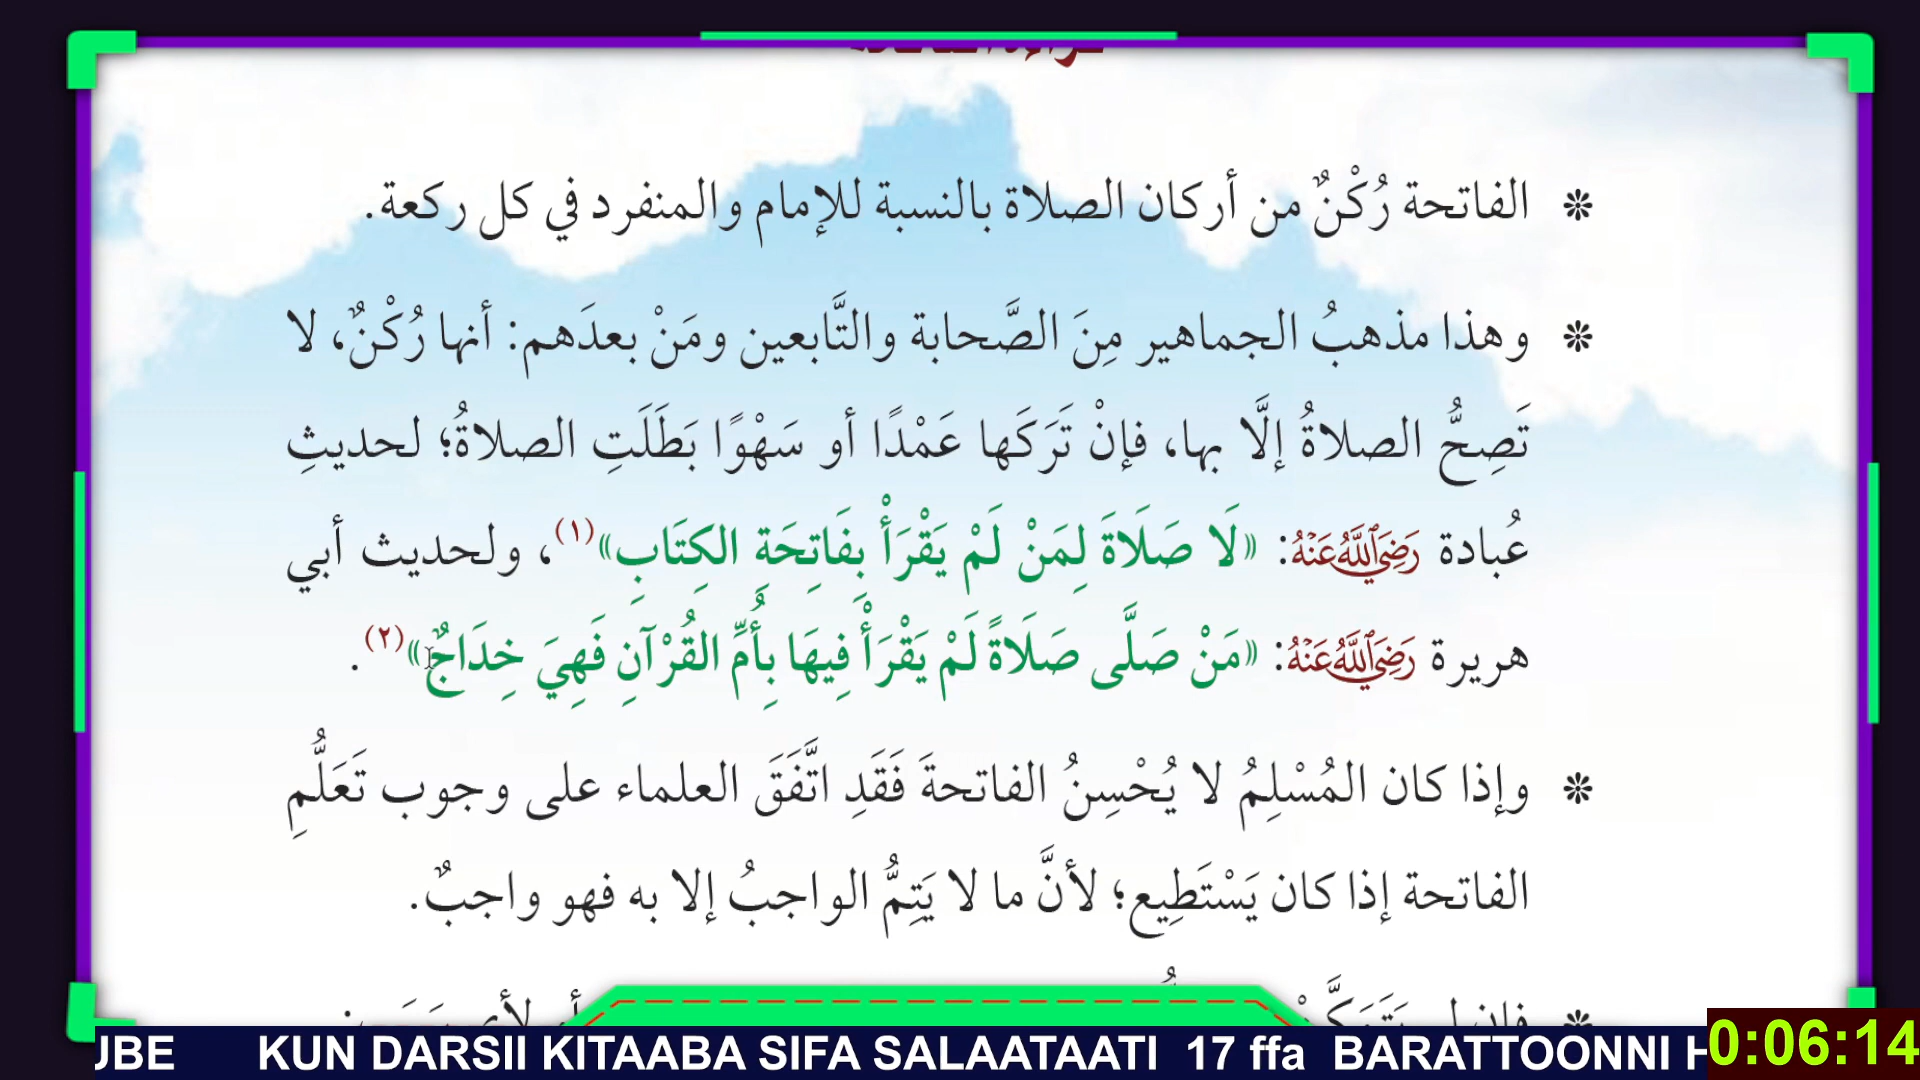 * الفاتحة رُكْنٌ من أركان الصلاة بالنسبة للإمام والمنفرد في كل ركعة.
* وهذا مذهبُ الجماهير مِنَ الصَّحابة والتَّابعين ومَنْ بعدَهم: أنها رُكْنٌ، لا
تَصِحُّ الصلاةُ إلَّا بها، فإنْ تَرَكَها عَمْدًا أو سَهْوًا بَطَلَتِ الصلاةُ؛ لحديثِ
عُبادة رَضِيَ اللَّهُ عَنْهُ: «لَا صَلَاةَ لِمَنْ لَمْ يَقْرَأْ بِفَاتِحَةِ الكِتَابِ»(١)، ولحديث أبي
هريرة رَضِيَ اللَّهُ عَنْهُ: «مَنْ صَلَّى صَلَاةً لَمْ يَقْرَأْ فِيهَا بِأُمِّ القُرْآنِ فَهِيَ خِدَاجٌ»(٢).
* وإذا كان المُسْلِمُ لا يُحْسِنُ الفاتحةَ فَقَدِ اتَّفَقَ العلماء على وجوب تَعَلُّمِ
الفاتحة إذا كان يَسْتَطِيع؛ لأنَّ ما لا يَتِمُّ الواجبُ إلا به فهو واجبٌ.
UBE KUN DARSII KITAABA SIFA SALAATAATI 17 ffa BARATTOONNI H
0:06:14